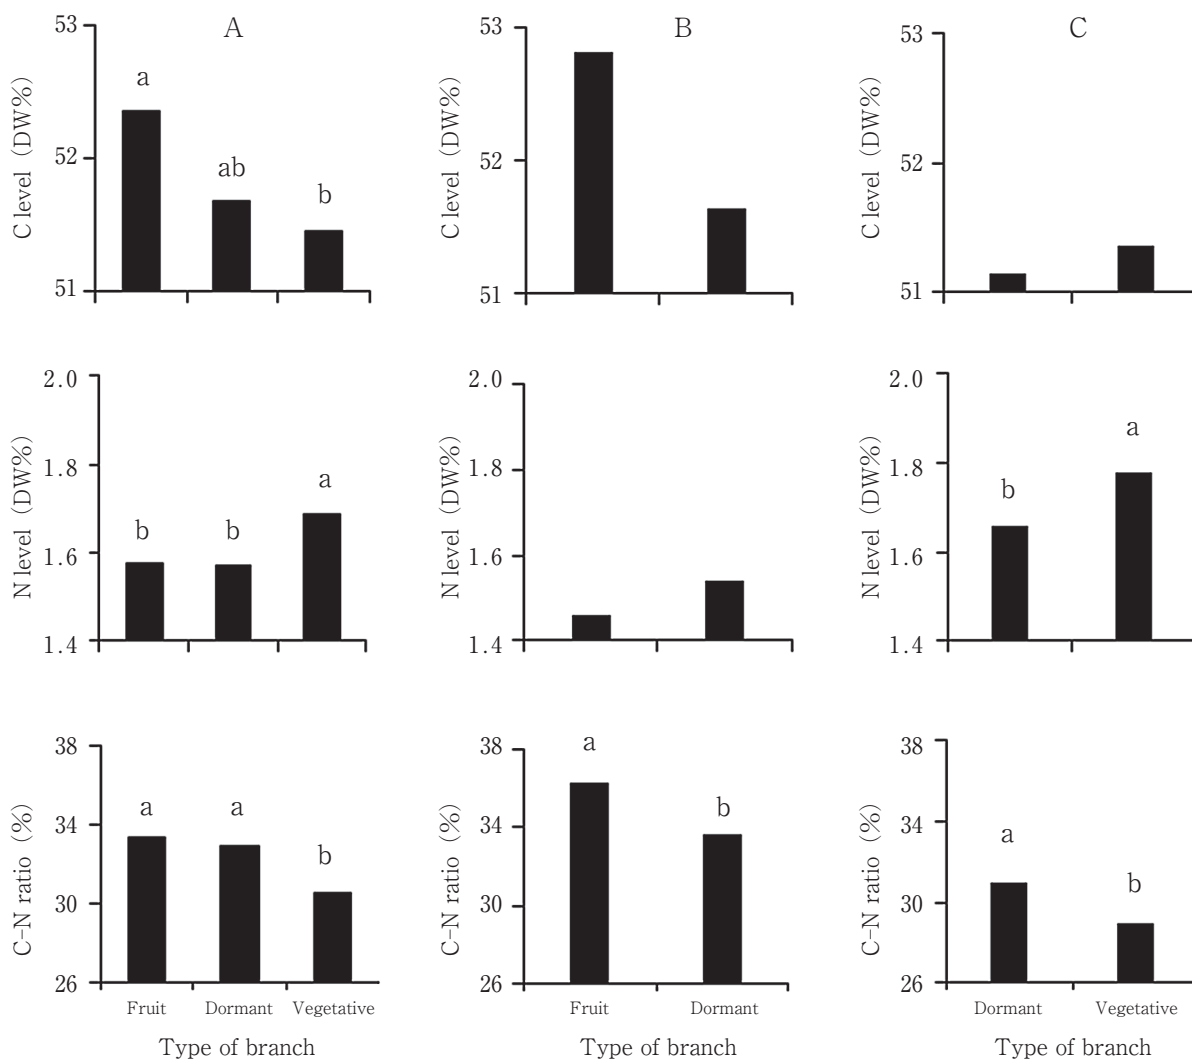 A
C level (DW%)
53
52
51
a
ab
b
B
C level (DW%)
53
52
51
C
C level (DW%)
53
52
51
N level (DW%)
2.0
1.8
1.6
1.4
b
b
a
N level (DW%)
2.0
1.8
1.6
1.4
N level (DW%)
2.0
1.8
1.6
1.4
b
a
C-N ratio (%)
38
34
30
26
a
a
b
Fruit Dormant Vegetative
Type of branch
C-N ratio (%)
38
34
30
26
a
b
Fruit Dormant
Type of branch
C-N ratio (%)
38
34
30
26
a
b
Dormant Vegetative
Type of branch